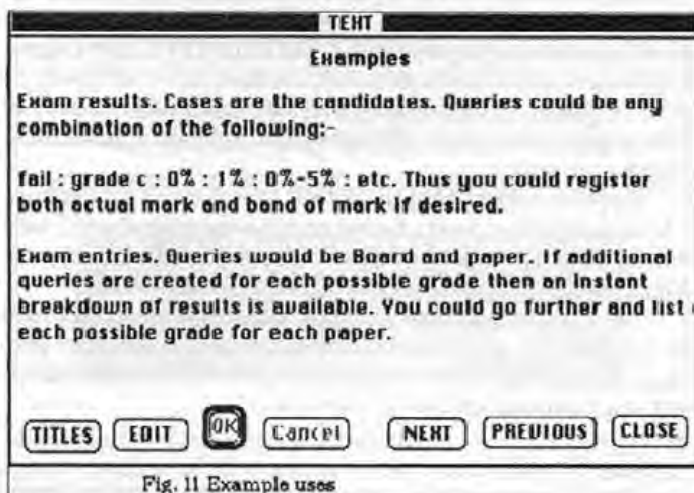 TEXT
Examples
Exam results. Cases are the candidates. Queries could be any
combination of the following:-
fail : grade c : 0% : 1% : 0%-5% : etc. Thus you could register
both actual mark and band of mark if desired.
Exam entries. Queries would be Board and paper. If additional
queries are created for each possible grade then an instant
breakdown of results is available. You could go further and list
each possible grade for each paper.
TITLES EDIT OK Cancel NEXT PREVIOUS CLOSE
Fig. 11 Example uses